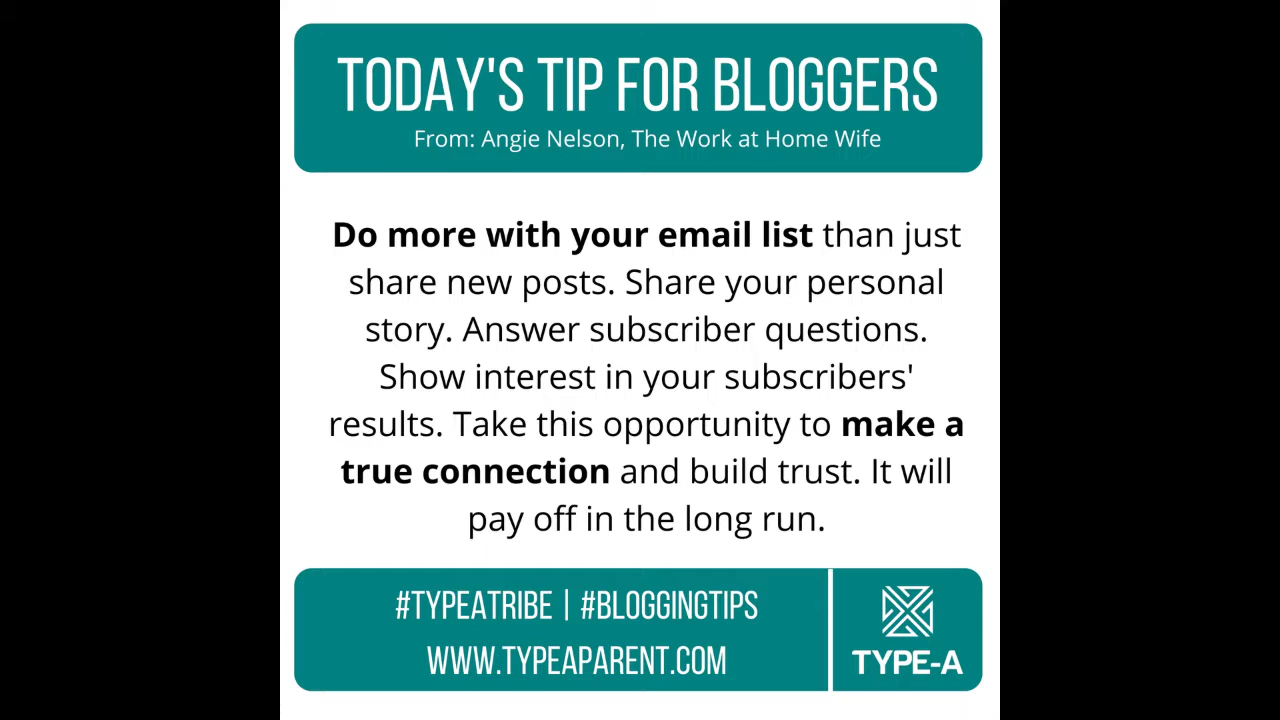 TODAY'S TIP FOR BLOGGERS
From: Angie Nelson, The Work at Home Wife
Do more with your email list than just
share new posts. Share your personal
story. Answer subscriber questions.
Show interest in your subscribers'
results. Take this opportunity to make a
true connection and build trust. It will
pay off in the long run.
#TYPEATRIBE | #BLOGGINGTIPS
WWW.TYPEAPARENT.COM
TYPE-A